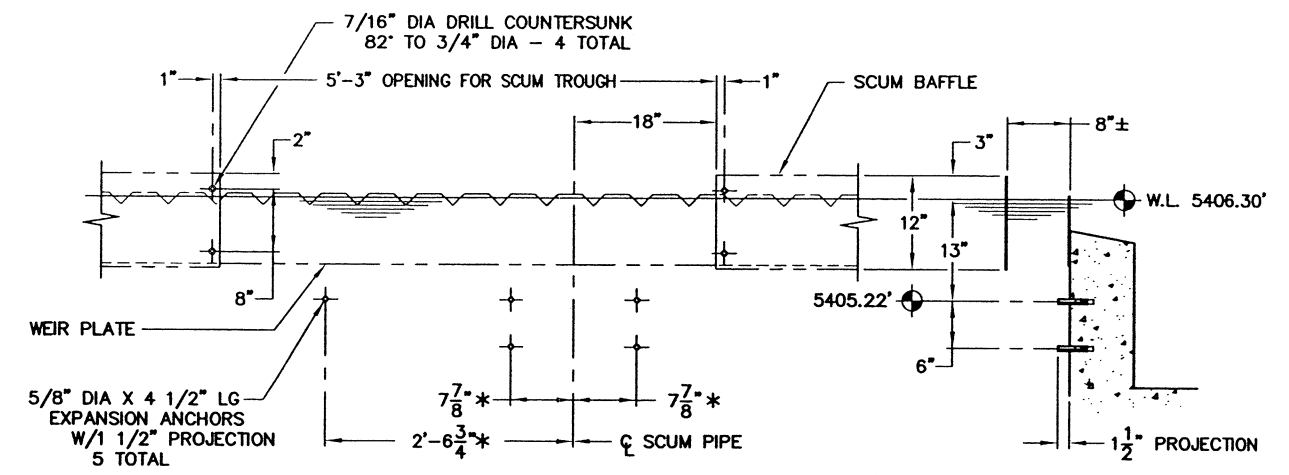 7/16" DIA DRILL COUNTERSUNK
82° TO 3/4" DIA - 4 TOTAL
1"
5'-3" OPENING FOR SCUM TROUGH
1"
SCUM BAFFLE
18"
2"
3"
8"±
W.L. 5406.30'
12"
13"
8"
5405.22'
WEIR PLATE
6"
5/8" DIA X 4 1/2" LG
EXPANSION ANCHORS
W/1 1/2" PROJECTION
5 TOTAL
7 7/8" *
7 7/8" *
2'-6 3/4" *
℄ SCUM PIPE
1 1/2" PROJECTION